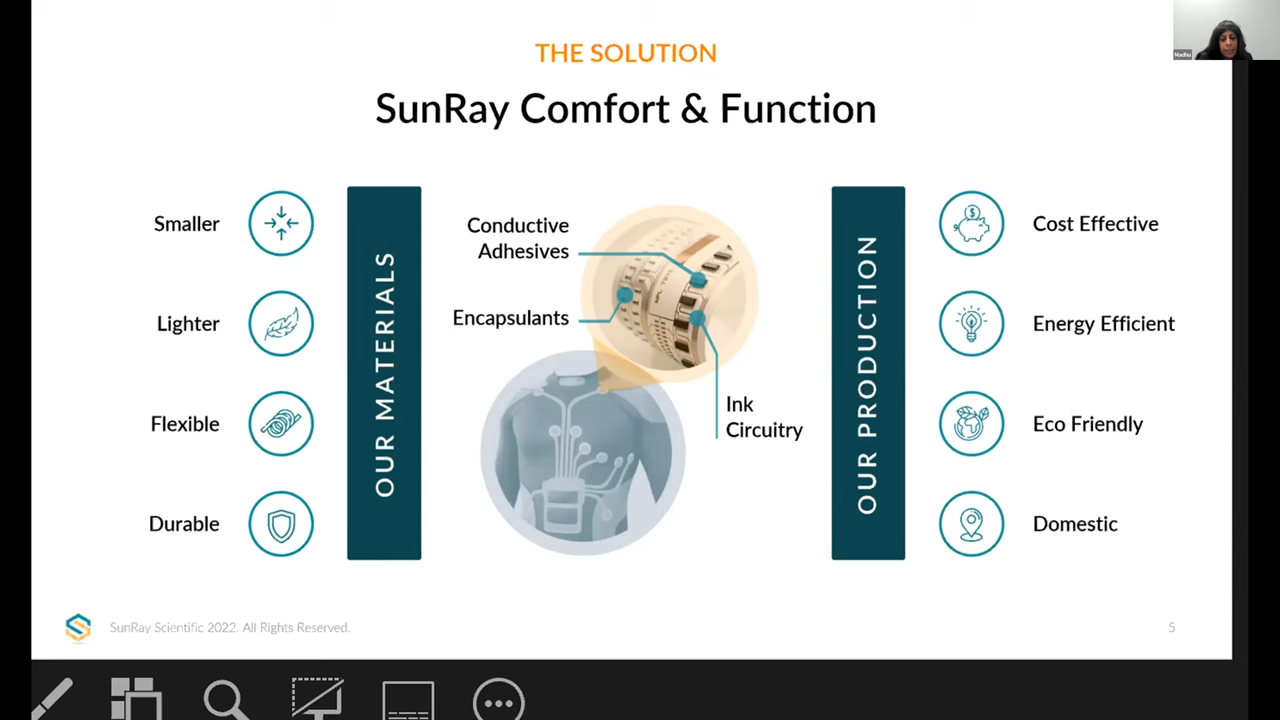 THE SOLUTION
SunRay Comfort & Function
Madhu
Smaller
Lighter
Flexible
Durable
OUR MATERIALS
Conductive
Adhesives
Encapsulants
Ink
Circuitry
OUR PRODUCTION
$
Cost Effective
Energy Efficient
Eco Friendly
Domestic
SunRay Scientific 2022. All Rights Reserved.
5